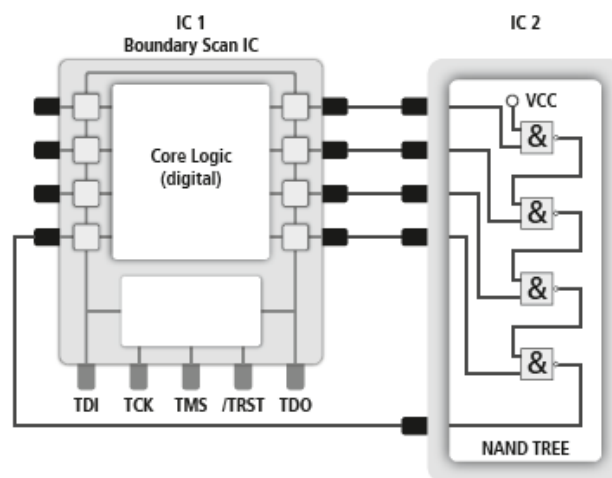 IC 1
Boundary Scan IC
IC 2
VCC
&
Core Logic
(digital)
&
&
&
TDI TCK TMS /TRST TDO
NAND TREE